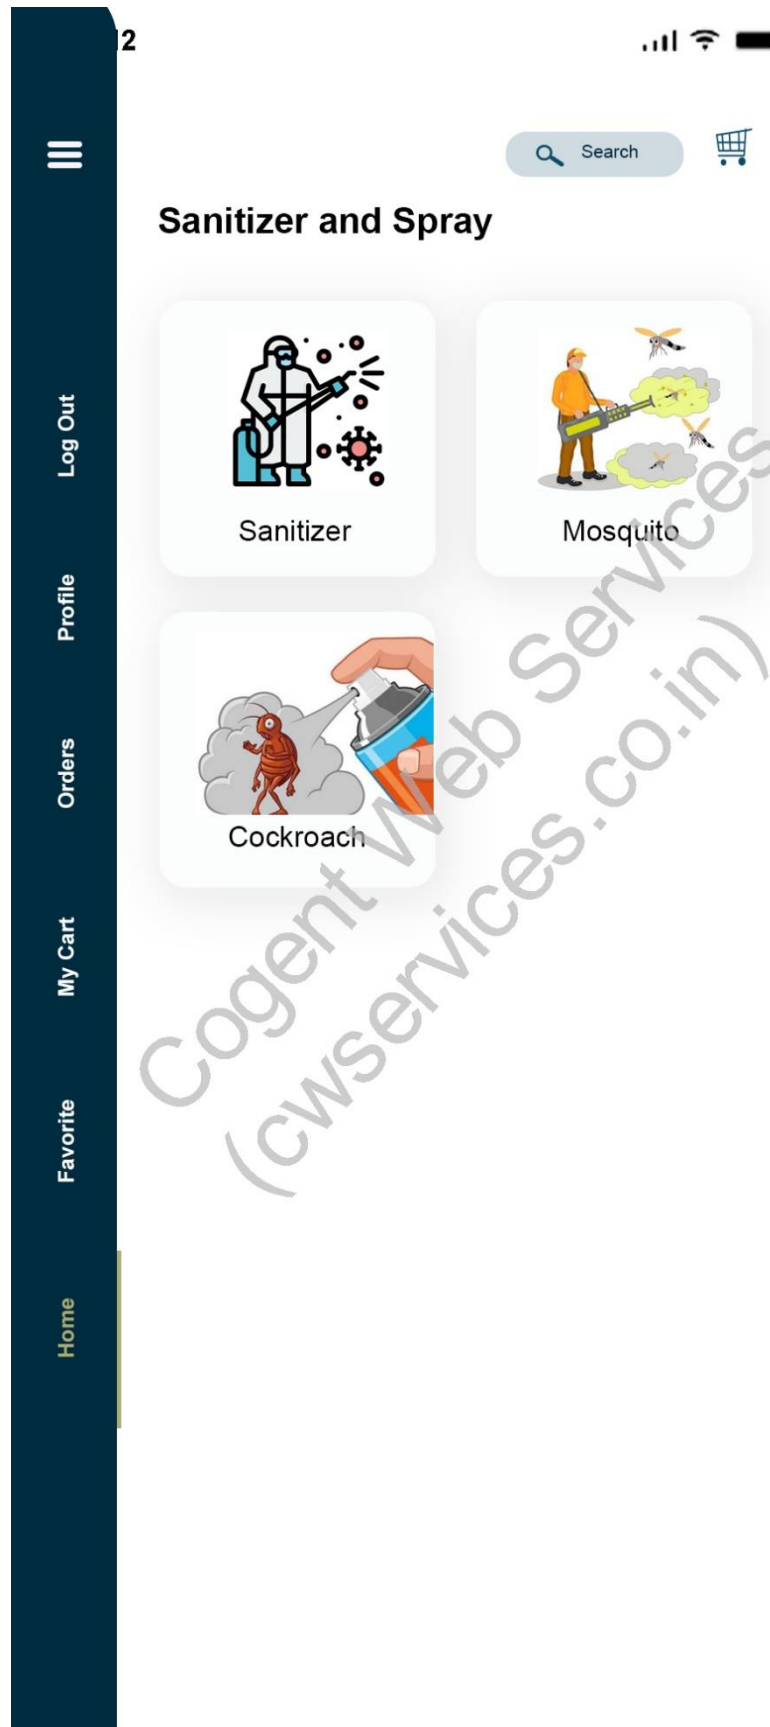 12
Search
Sanitizer and Spray
Log Out
Profile
Orders
My Cart
Favorite
Home
Sanitizer
Mosquito
Cockroach
Cogent Web Services
(cwservices.co.in)